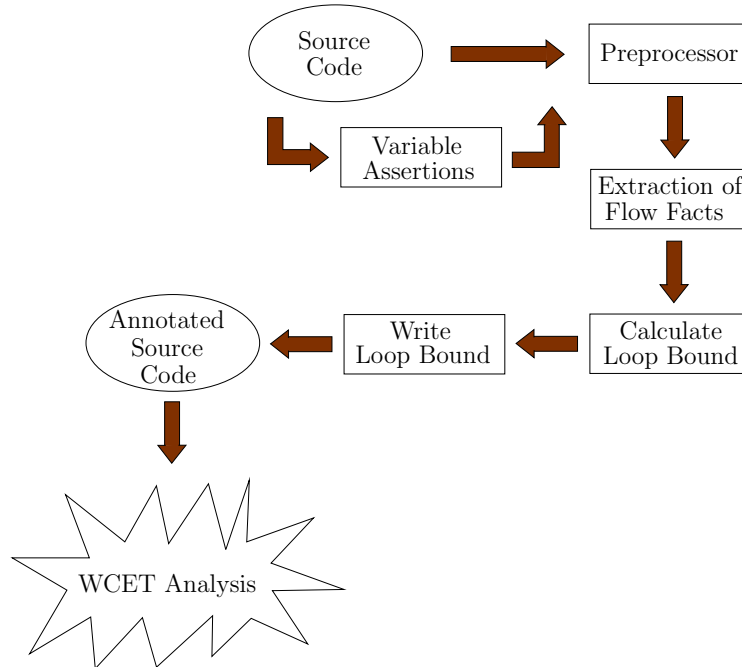 Source
Code
Preprocessor
Variable
Assertions
Extraction of
Flow Facts
Calculate
Loop Bound
Write
Loop Bound
Annotated
Source
Code
WCET Analysis